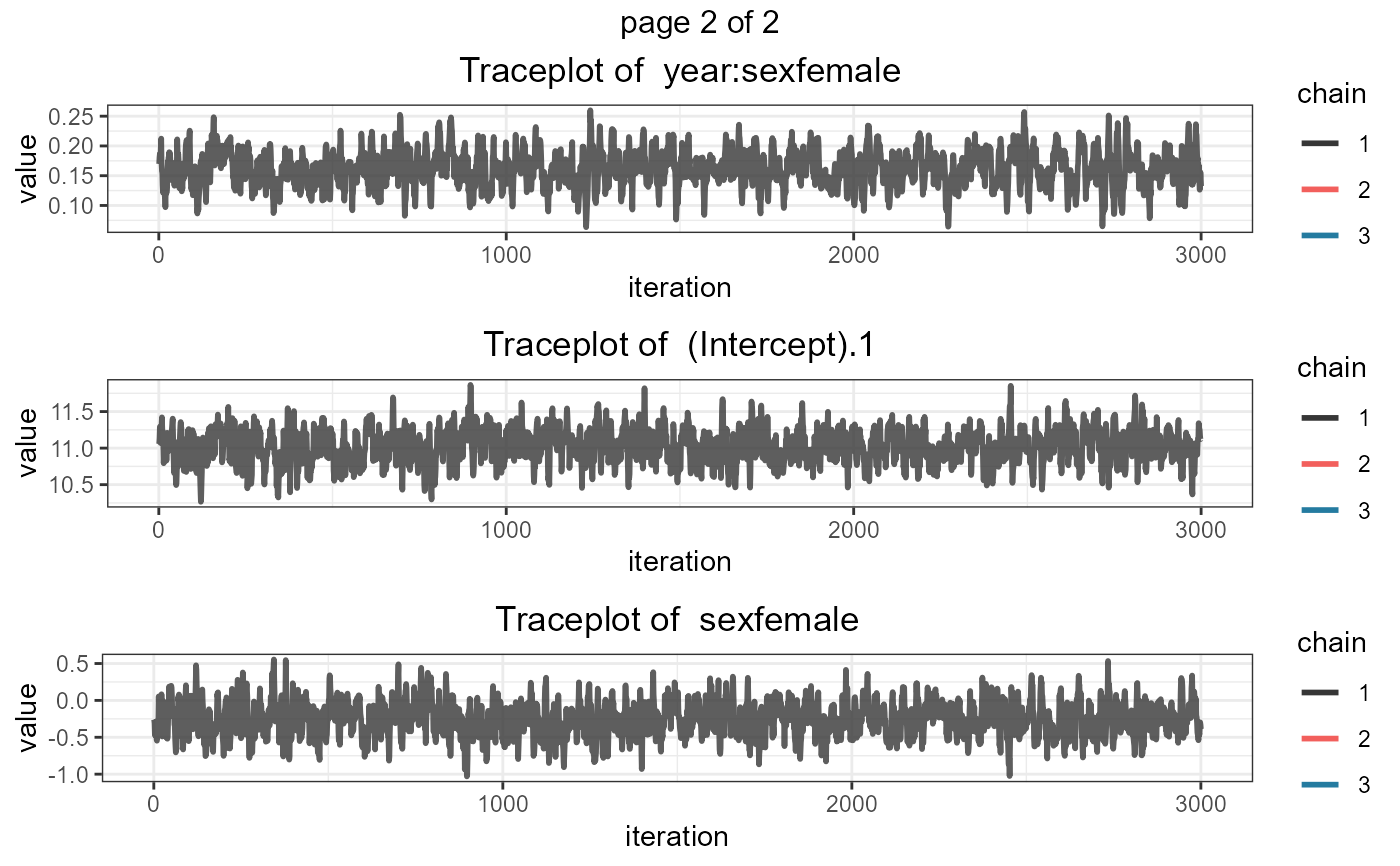 page 2 of 2
Traceplot of  year:sexfemale
value
0.25
0.20
0.15
0.10
0
1000
2000
3000
iteration
chain
1
2
3
Traceplot of  (Intercept).1
value
11.5
11.0
10.5
0
1000
2000
3000
iteration
chain
1
2
3
Traceplot of  sexfemale
value
0.5
0.0
-0.5
-1.0
0
1000
2000
3000
iteration
chain
1
2
3